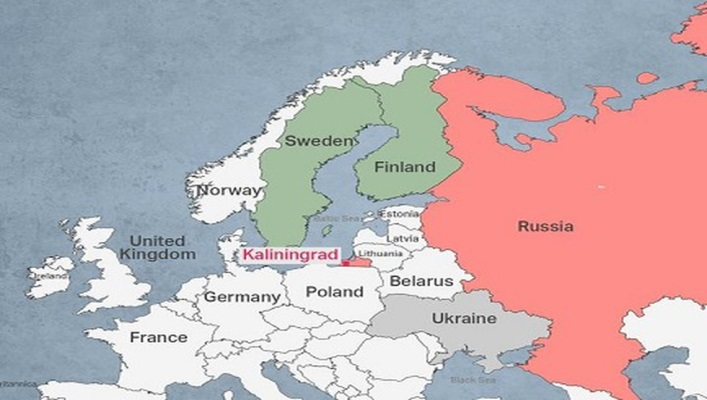 Sweden
Finland
Norway
Estonia
Baltic Sea
Russia
Latvia
United
Kingdom
Kaliningrad
Lithuania
Ireland
Belarus
Germany
Poland
Ukraine
France
Black Sea